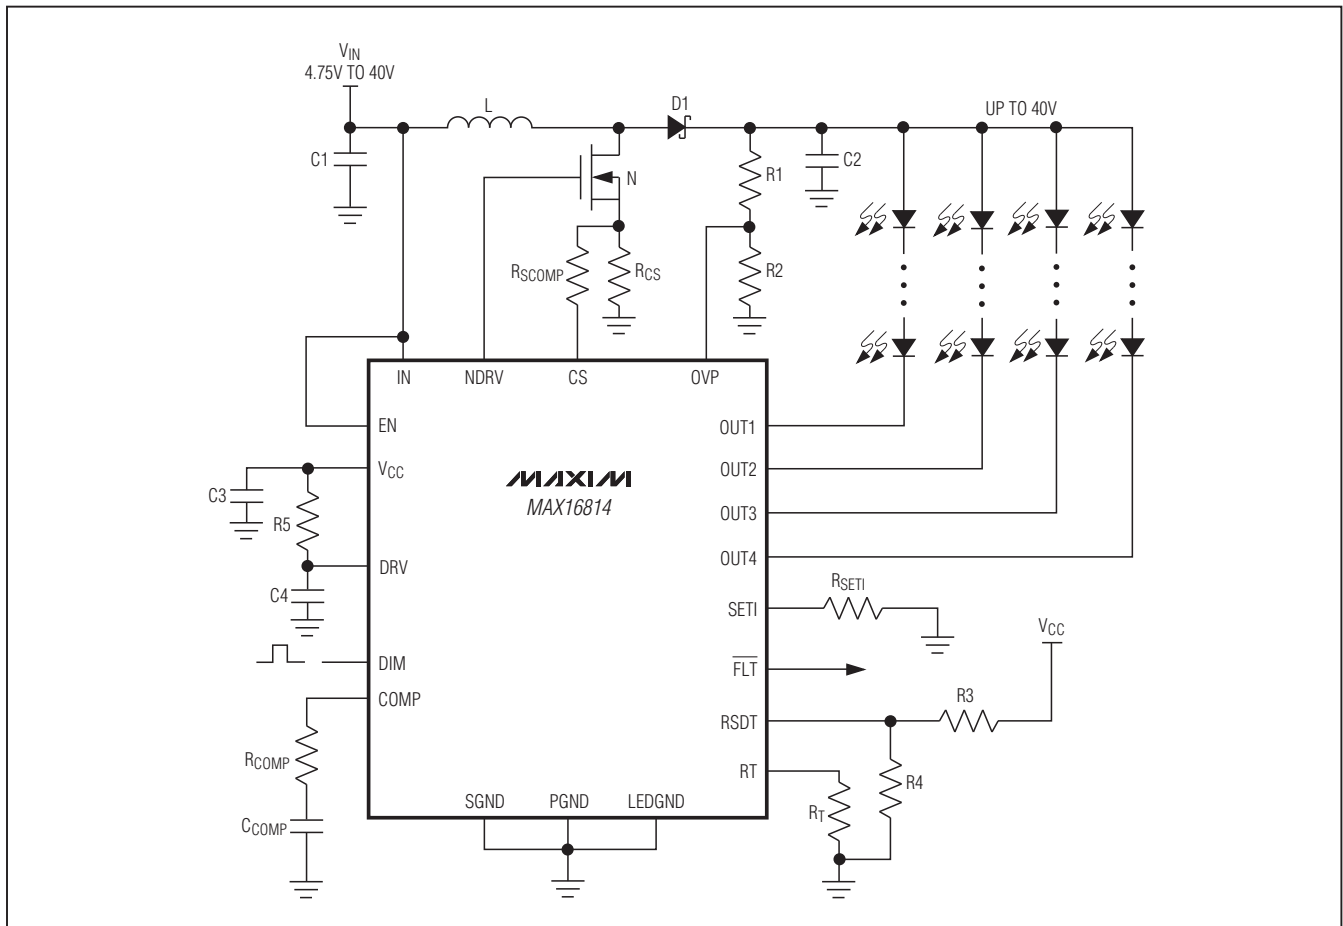 VIN
4.75V TO 40V
L
D1
UP TO 40V
C1
N
R1
C2
RSCOMP
RCS
R2
IN
NDRV
CS
OVP
EN
OUT1
VCC
MAXIM
MAX16814
OUT2
C3
R5
OUT3
DRV
OUT4
C4
RSETI
SETI
VCC
DIM
FLT
COMP
R3
RSDT
RCOMP
RT
R4
SGND
PGND
LEDGND
RT
CCOMP